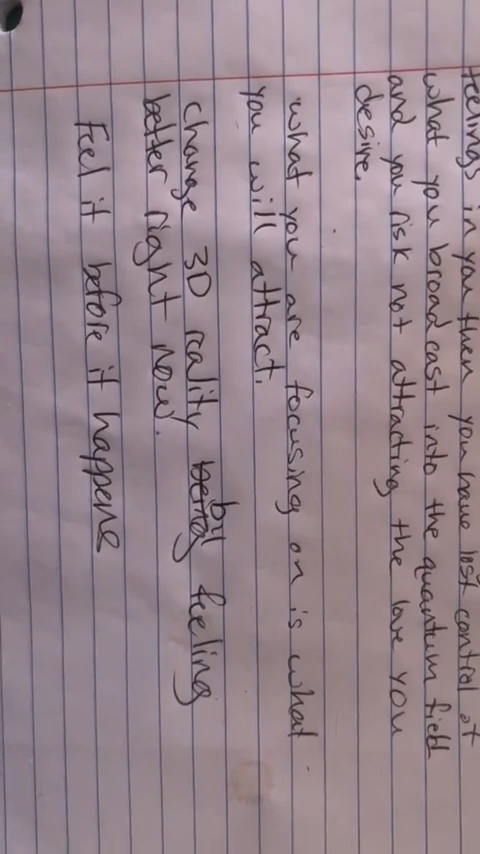 feelings in you then you have lost control of
what you broadcast into the quantum field
and you risk not attracting the love you
desire.
what you are focusing on is what
you will attract.
change 3D reality by feeling
better right now.
Feel it before it happens